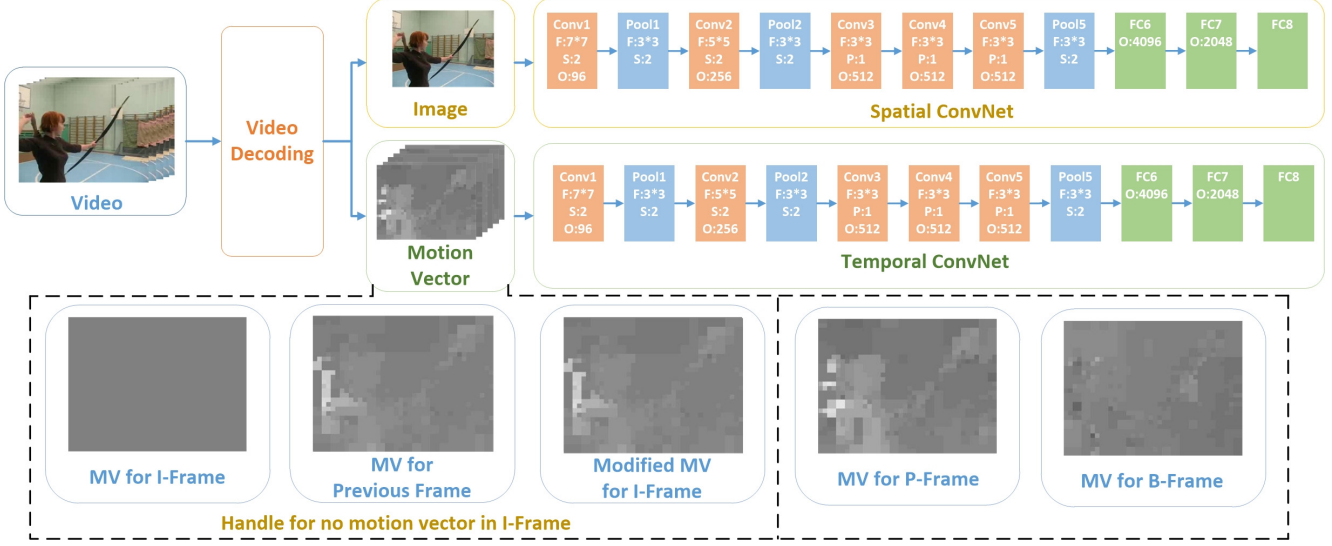 Video
Video
Decoding
Image
Conv1
F:7*7
S:2
O:96
Pool1
F:3*3
S:2
Conv2
F:5*5
S:2
O:256
Pool2
F:3*3
S:2
Conv3
F:3*3
P:1
O:512
Conv4
F:3*3
P:1
O:512
Conv5
F:3*3
P:1
O:512
Pool5
F:3*3
S:2
FC6
O:4096
FC7
O:2048
FC8
Spatial ConvNet
Motion
Vector
Conv1
F:7*7
S:2
O:96
Pool1
F:3*3
S:2
Conv2
F:5*5
S:2
O:256
Pool2
F:3*3
S:2
Conv3
F:3*3
P:1
O:512
Conv4
F:3*3
P:1
O:512
Conv5
F:3*3
P:1
O:512
Pool5
F:3*3
S:2
FC6
O:4096
FC7
O:2048
FC8
Temporal ConvNet
MV for I-Frame
MV for
Previous Frame
Modified MV
for I-Frame
Handle for no motion vector in I-Frame
MV for P-Frame
MV for B-Frame